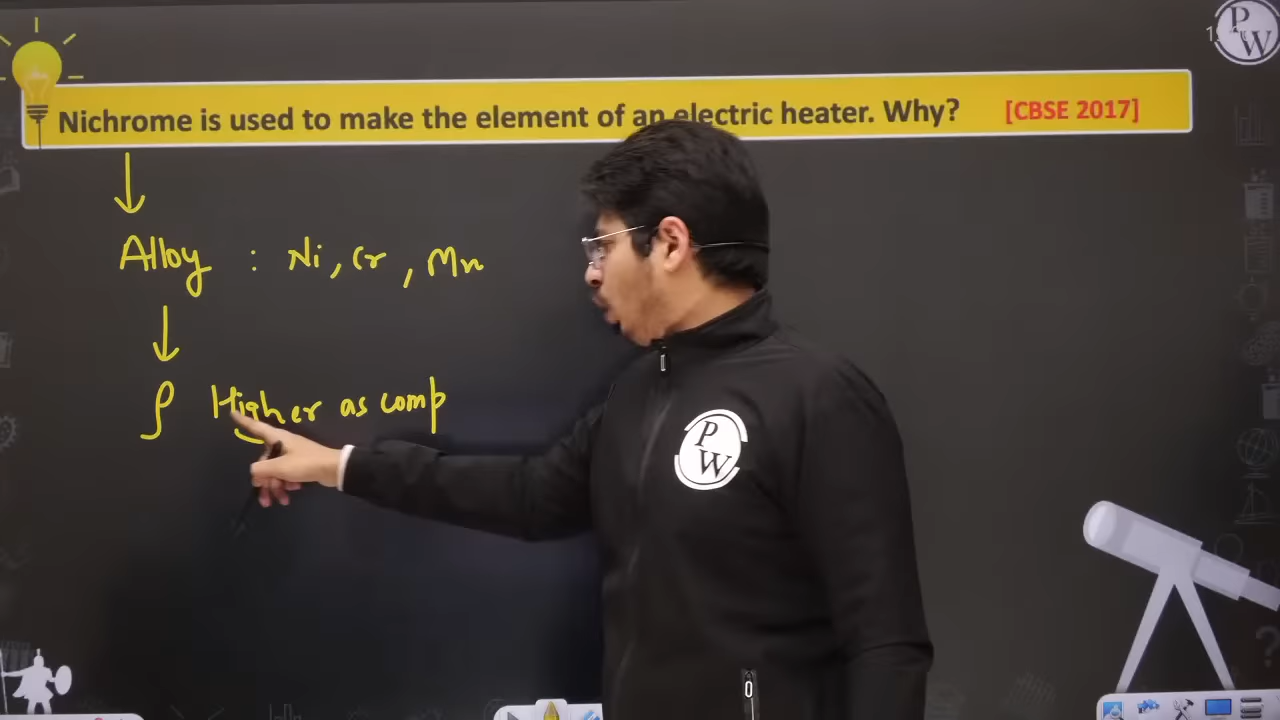 Nichrome is used to make the element of an electric heater. Why? [CBSE 2017]
Alloy : Ni, Cr, Mn
ρ Higher as comp
P
W
P
W